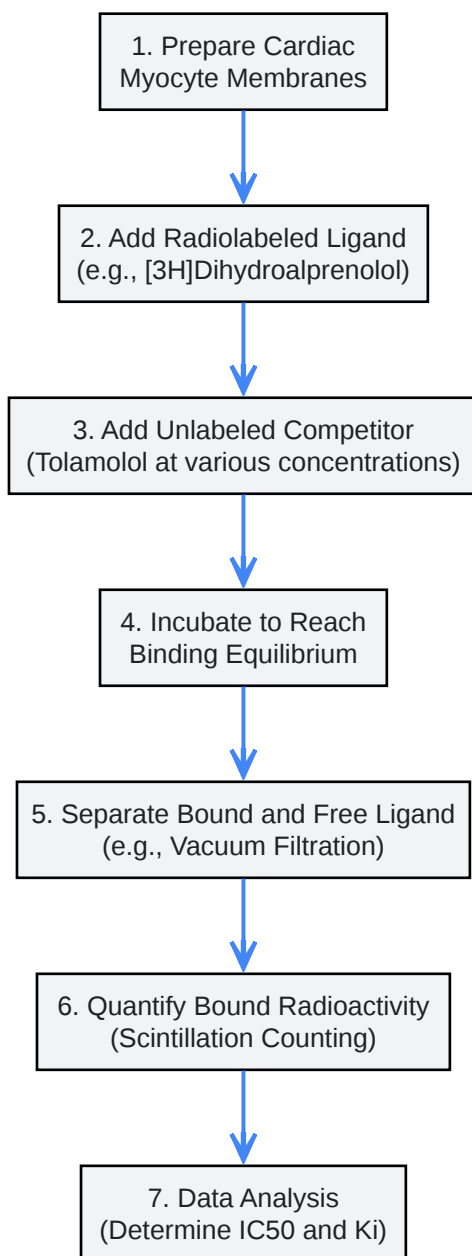 1. Prepare Cardiac
Myocyte Membranes
2. Add Radiolabeled Ligand
(e.g., [3H]Dihydroalprenolol)
3. Add Unlabeled Competitor
(Tolamolol at various concentrations)
4. Incubate to Reach
Binding Equilibrium
5. Separate Bound and Free Ligand
(e.g., Vacuum Filtration)
6. Quantify Bound Radioactivity
(Scintillation Counting)
7. Data Analysis
(Determine IC50 and Ki)